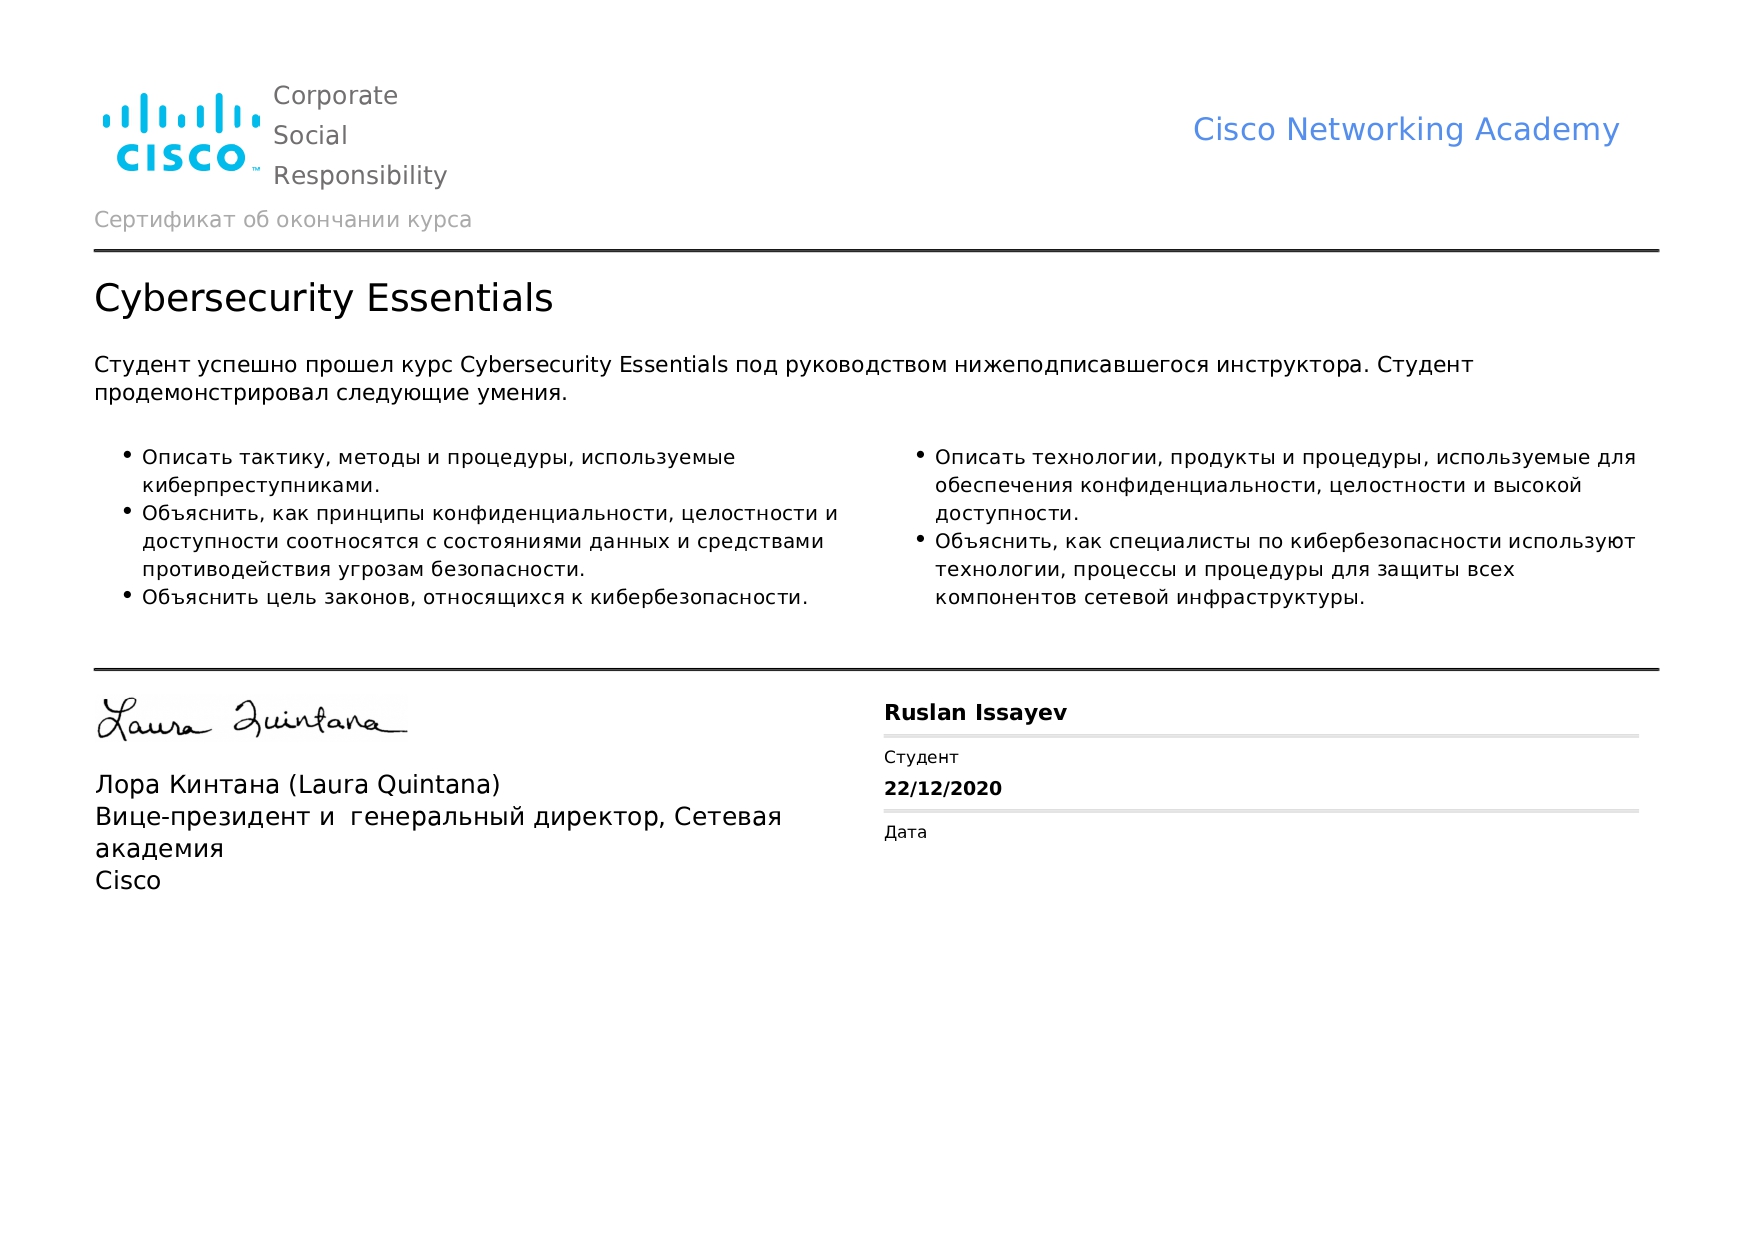 CISCO
Corporate
Social
Responsibility
Cisco Networking Academy
Сертификат об окончании курса
Cybersecurity Essentials
Студент успешно прошел курс Cybersecurity Essentials под руководством нижеподписавшегося инструктора. Студент
продемонстрировал следующие умения.
• Описать тактику, методы и процедуры, используемые
киберпреступниками.
• Объяснить, как принципы конфиденциальности, целостности и
доступности соотносятся с состояниями данных и средствами
противодействия угрозам безопасности.
• Объяснить цель законов, относящихся к кибербезопасности.
• Описать технологии, продукты и процедуры, используемые для
обеспечения конфиденциальности, целостности и высокой
доступности.
• Объяснить, как специалисты по кибербезопасности используют
технологии, процессы и процедуры для защиты всех
компонентов сетевой инфраструктуры.
Laura Quintana
Лора Кинтана (Laura Quintana)
Вице-президент и  генеральный директор, Сетевая
академия
Cisco
Ruslan Issayev
Студент
22/12/2020
Дата